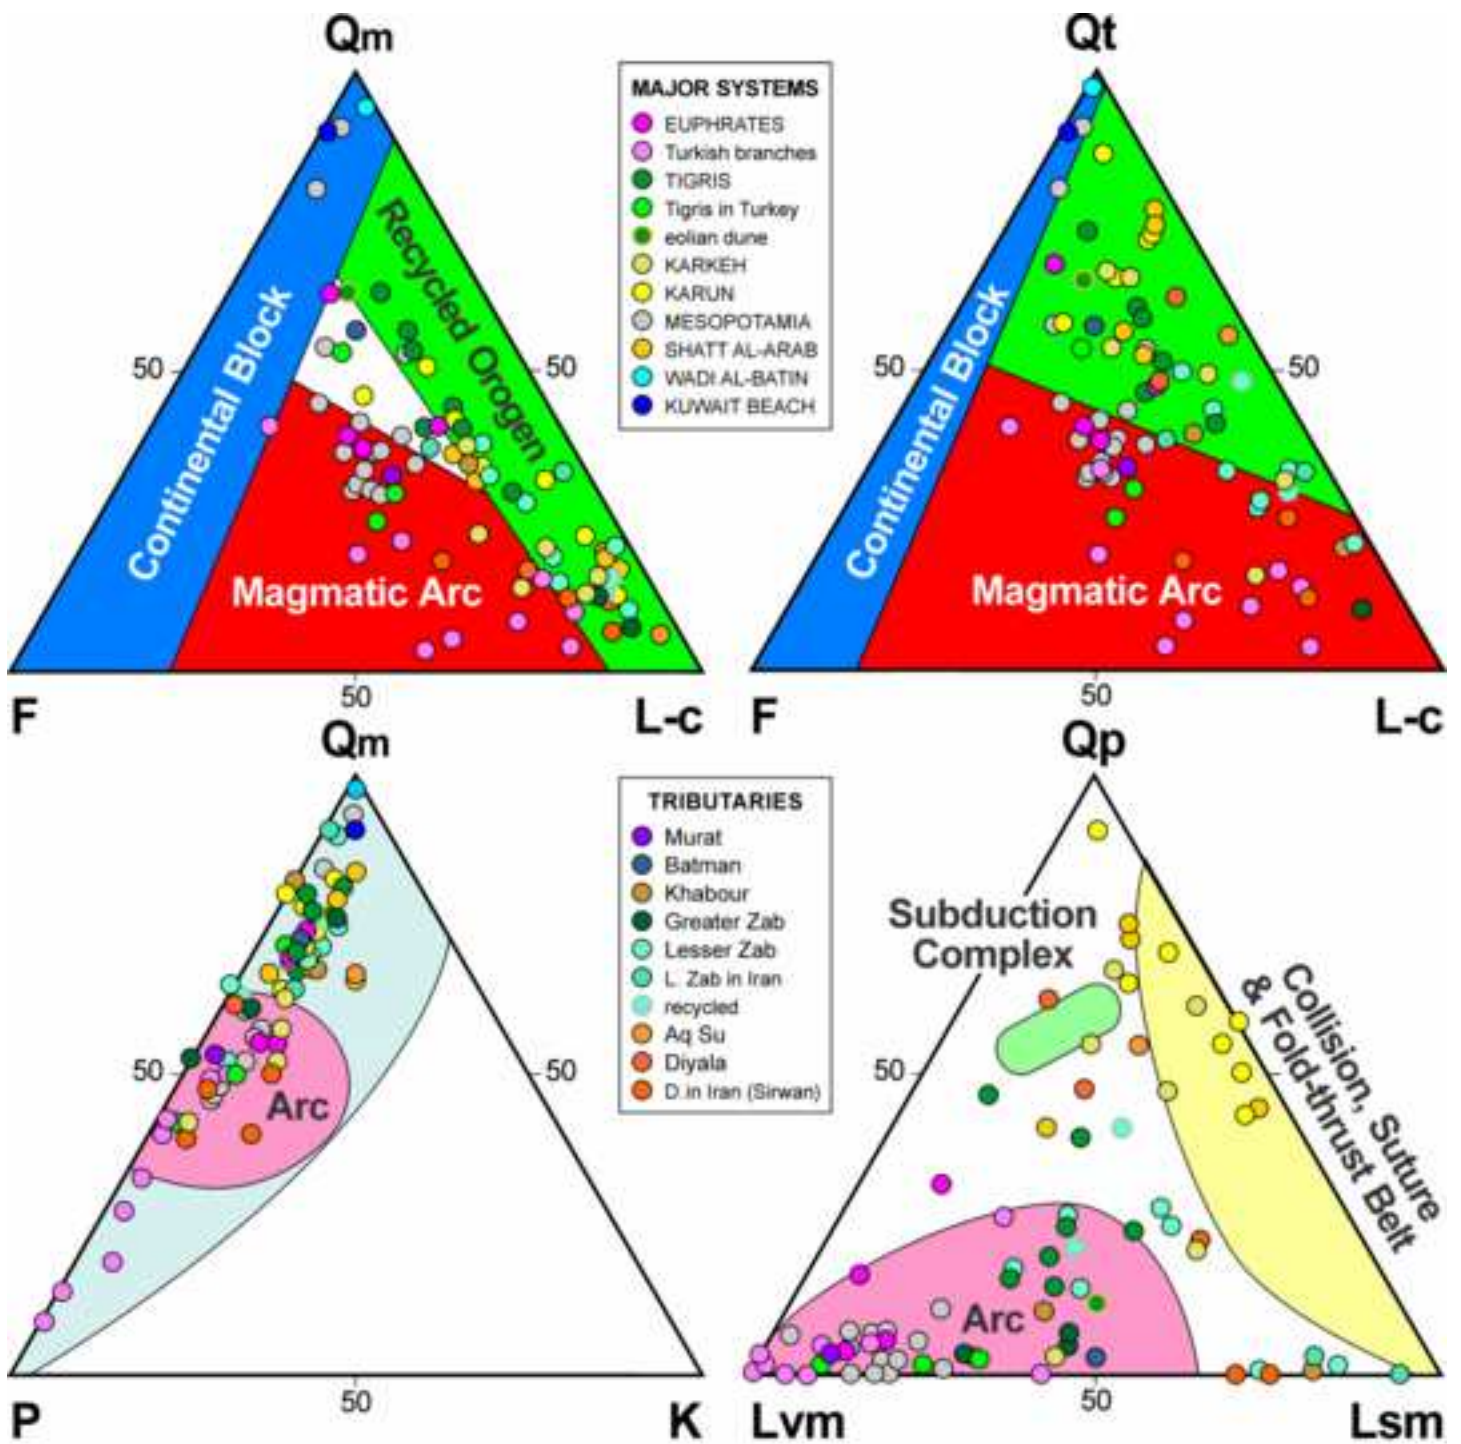 Qm
Qt
MAJOR SYSTEMS
EUPHRATES
Turkish branches
TIGRIS
Tigris in Turkey
eolian dune
KARKEH
KARUN
MESOPOTAMIA
SHATT AL-ARAB
WADI AL-BATIN
KUWAIT BEACH
Recycled Orogen
Continental Block
Magmatic Arc
50
50
50
F
L-c
Continental Block
Magmatic Arc
50
50
50
F
L-c
Qm
Qp
TRIBUTARIES
Murat
Batman
Khabour
Greater Zab
Lesser Zab
L. Zab in Iran
recycled
Aq Su
Diyala
D.in Iran (Sirwan)
50
50
Arc
50
P
K
Subduction
Complex
Collision, Suture
& Fold-thrust Belt
50
Arc
50
Lvm
Lsm